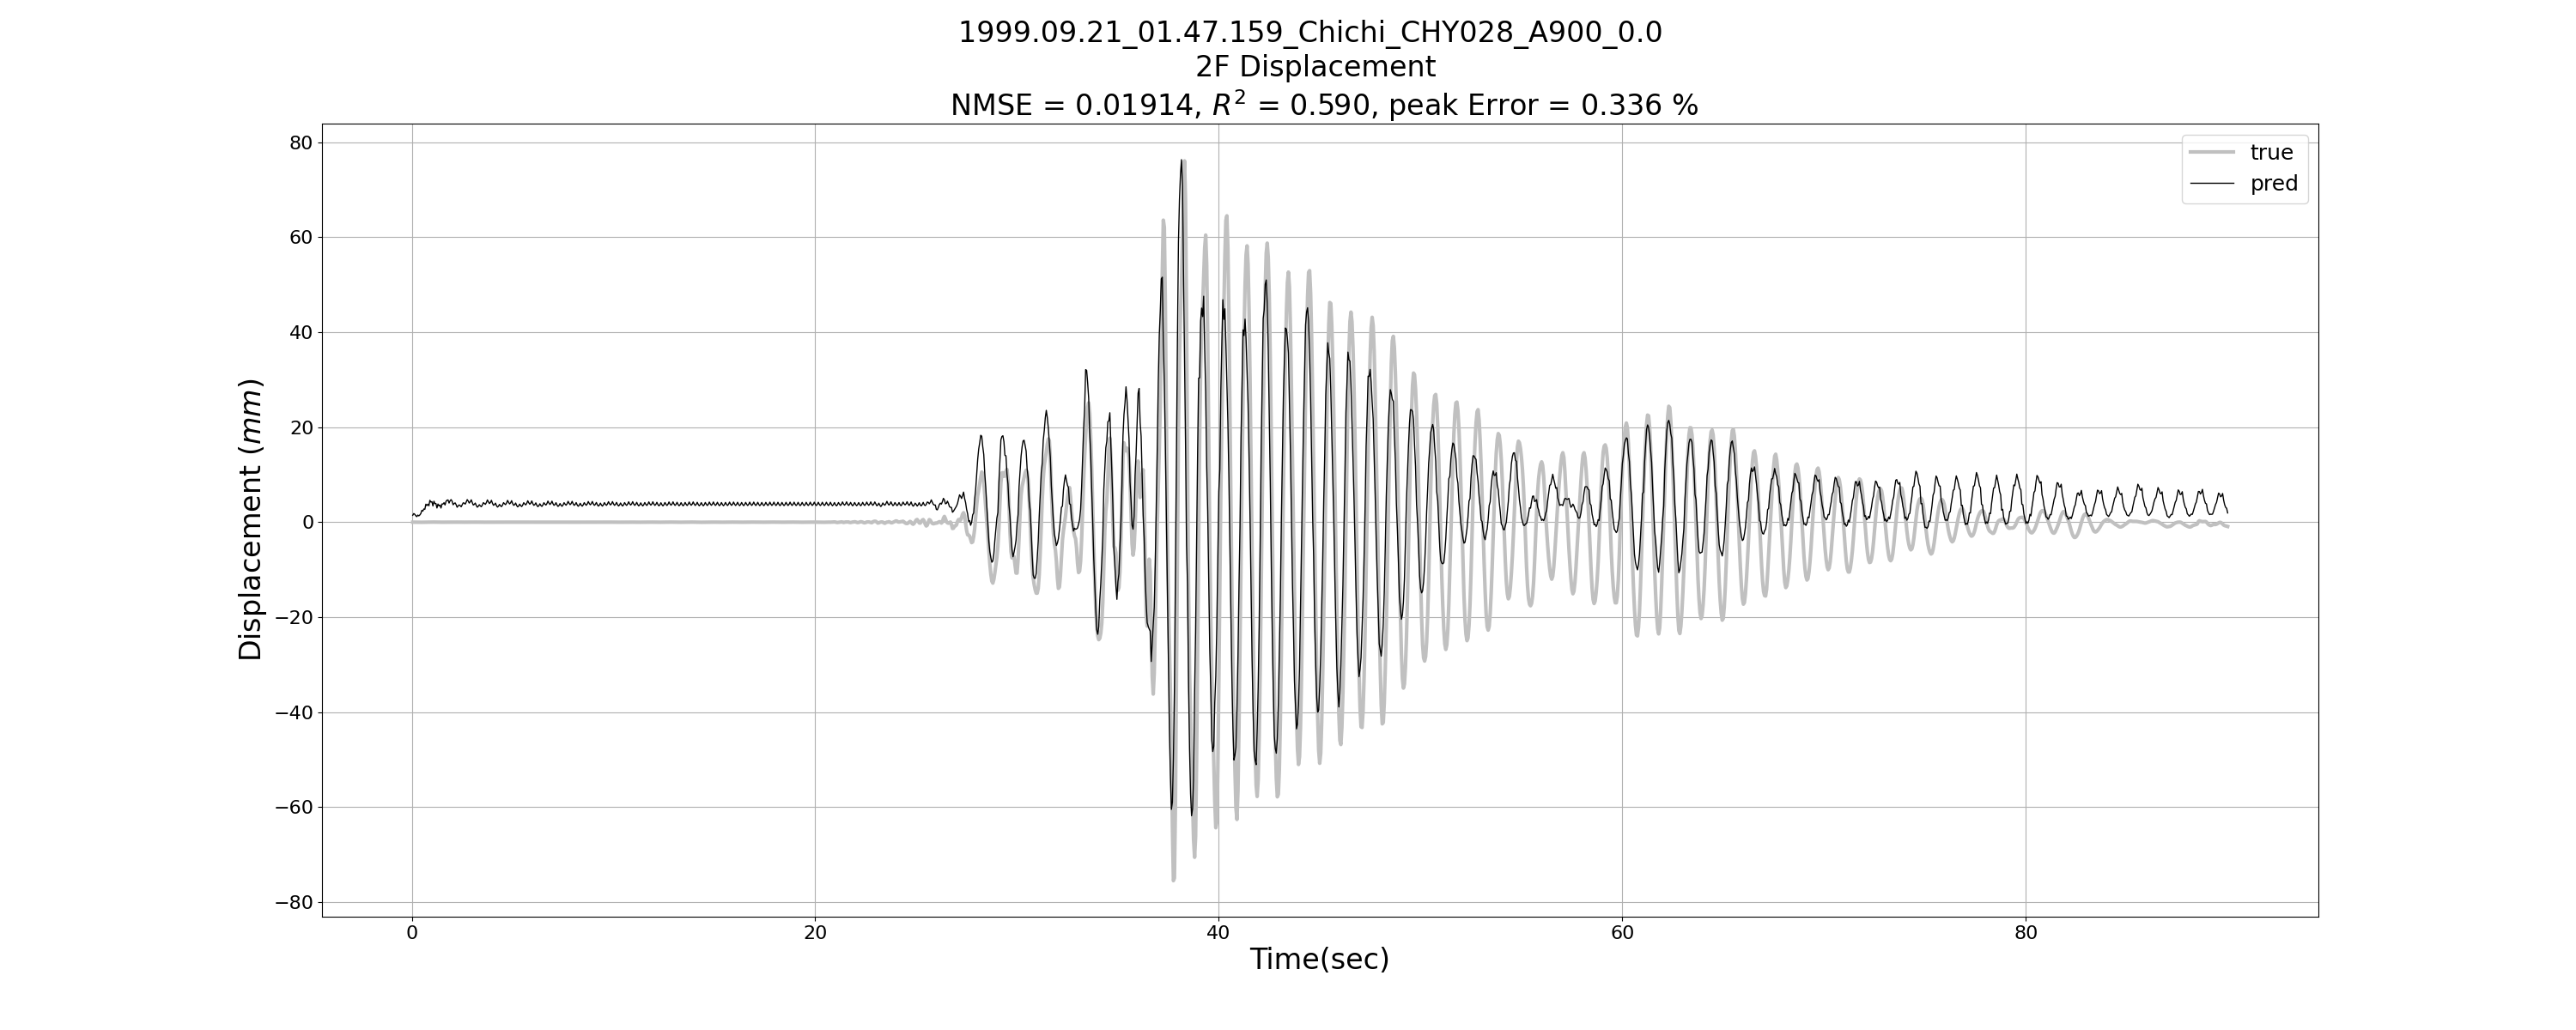 1999.09.21_01.47.159_Chichi_CHY028_A900_0.0
2F Displacement
NMSE = 0.01914, R² = 0.590, peak Error = 0.336 %
true
pred
80
60
40
20
0
−20
−40
−60
−80
Displacement (mm)
0 20 40 60 80
Time(sec)